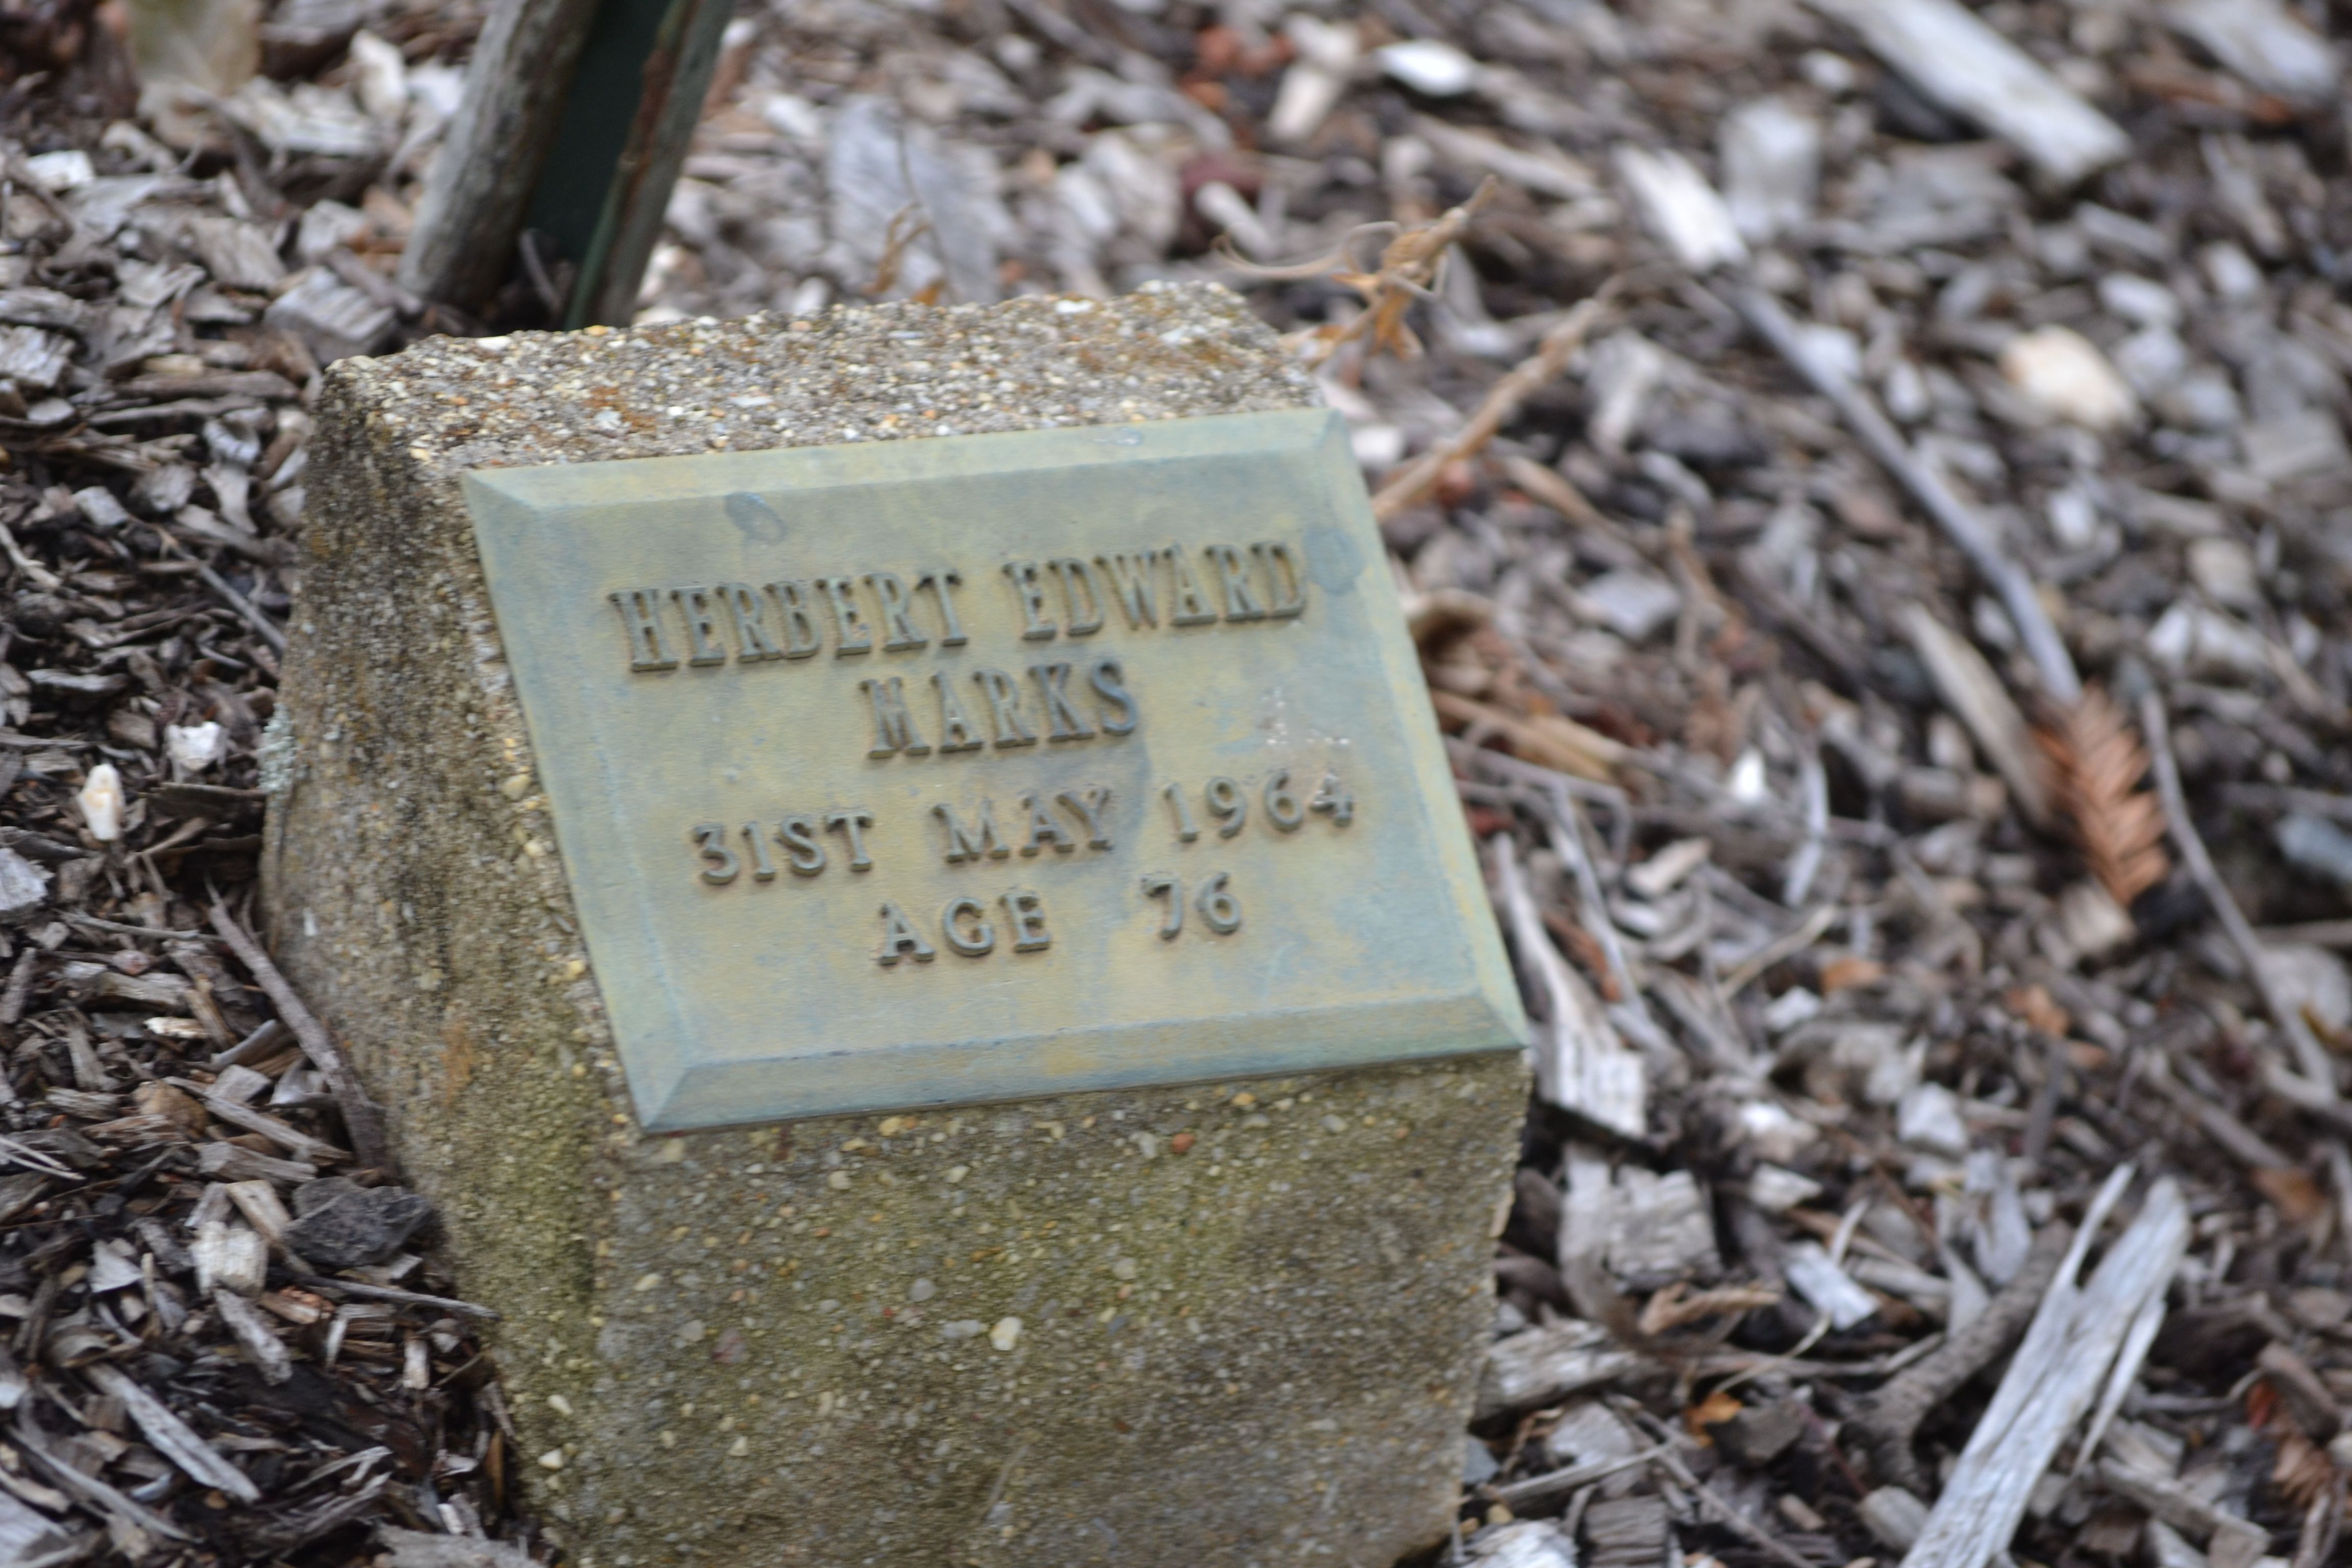 HERBERT EDWARD
MARKS
31ST MAY 1964
AGE 76